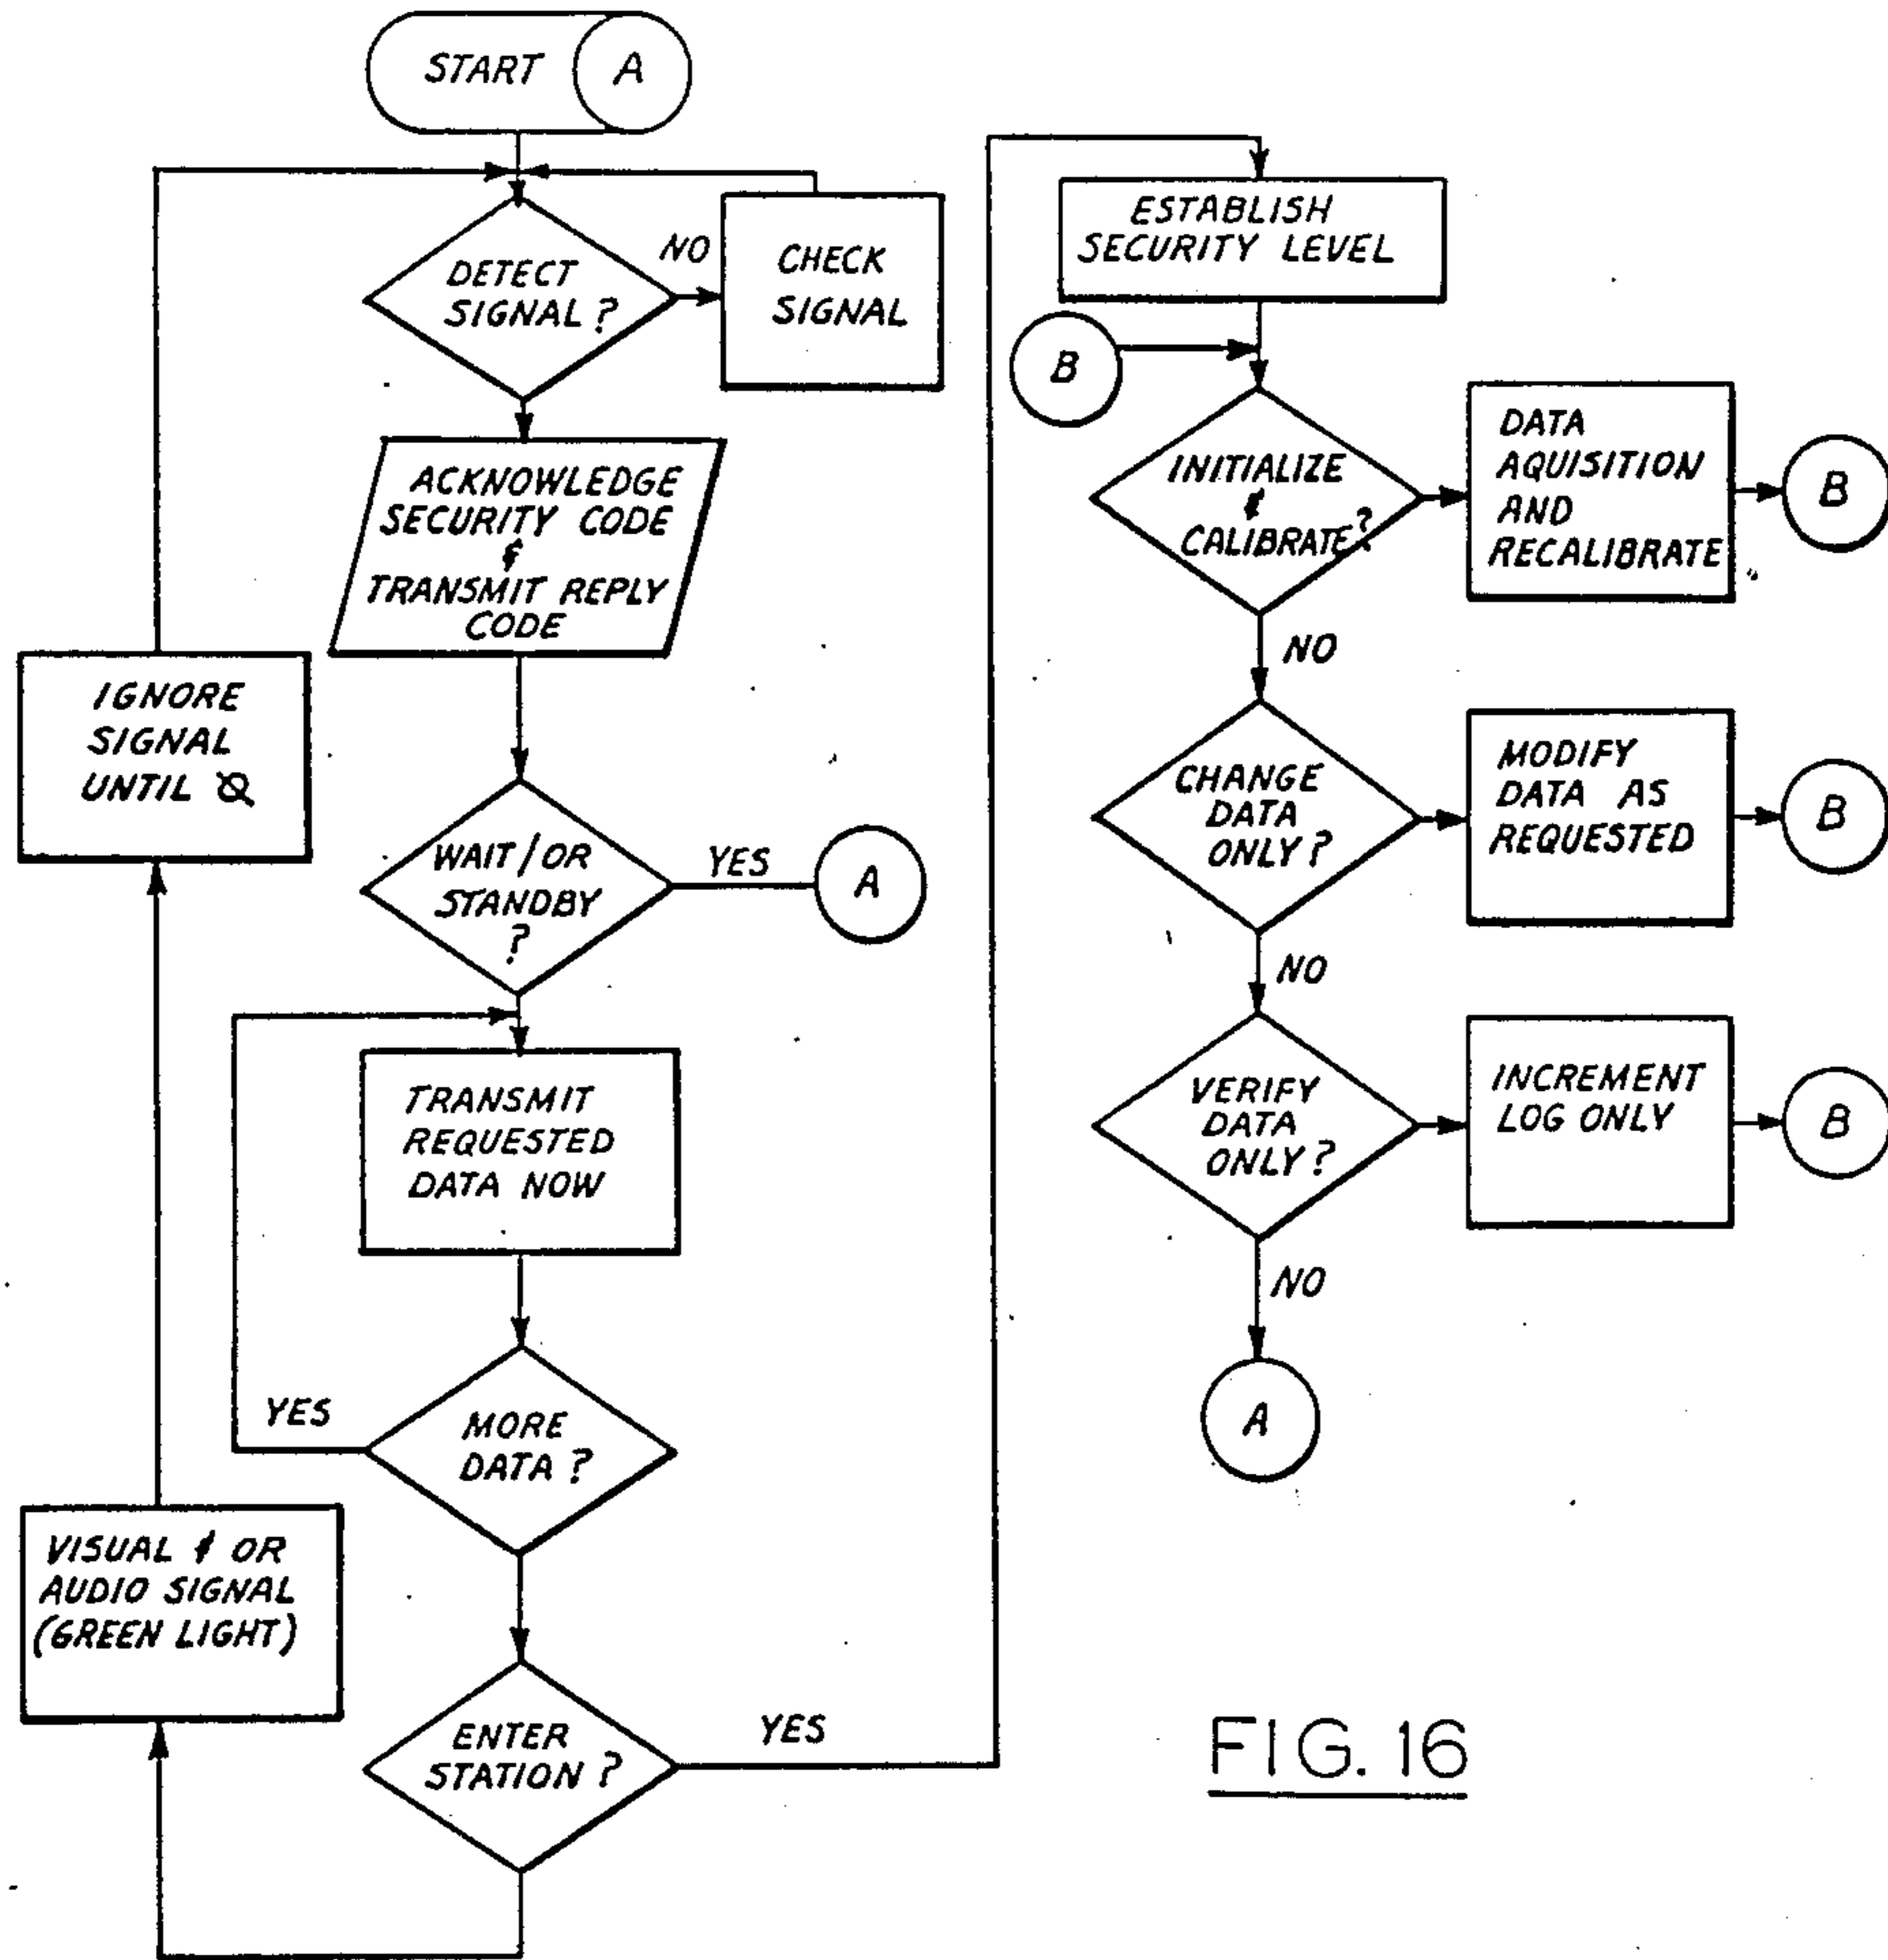 START A
DETECT
SIGNAL?
NO
CHECK
SIGNAL
ACKNOWLEDGE
SECURITY CODE
&
TRANSMIT REPLY
CODE
IGNORE
SIGNAL
UNTIL
WAIT/OR
STANDBY
?
YES
A
TRANSMIT
REQUESTED
DATA NOW
MORE
DATA?
YES
VISUAL & OR
AUDIO SIGNAL
(GREEN LIGHT)
ENTER
STATION?
YES
ESTABLISH
SECURITY LEVEL
B
INITIALIZE
&
CALIBRATE?
DATA
AQUISITION
AND
RECALIBRATE
B
NO
CHANGE
DATA
ONLY?
MODIFY
DATA AS
REQUESTED
B
NO
VERIFY
DATA
ONLY?
INCREMENT
LOG ONLY
B
NO
A
FIG. 16